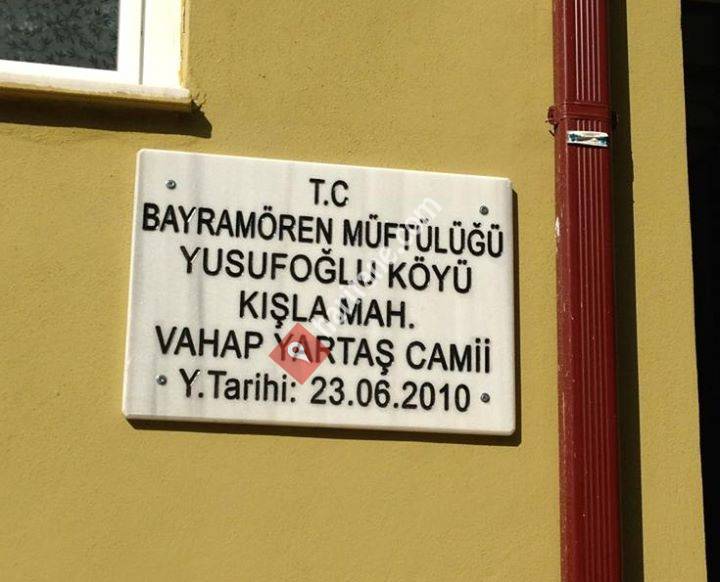 T.C
BAYRAMÖREN MÜFTÜLÜĞÜ
YUSUFOĞLU KÖYÜ
KIŞLA MAH.
VAHAP YARTAŞ CAMİİ
Y.Tarihi: 23.06.2010